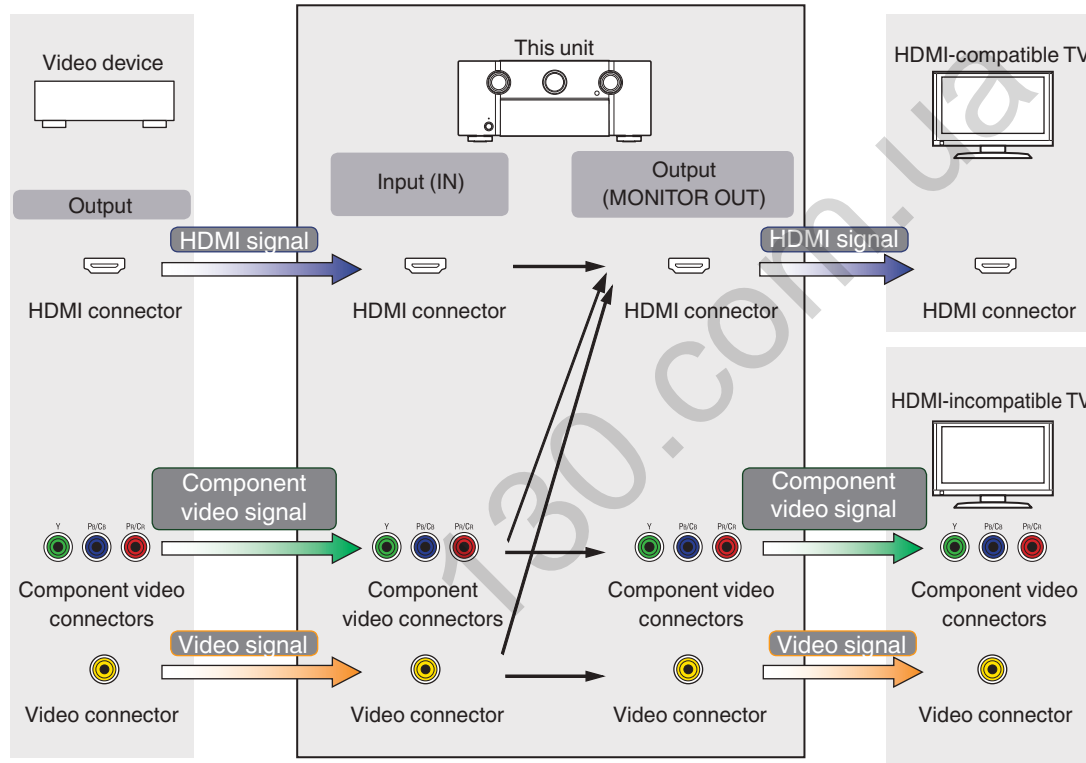 Video device
This unit
HDMI-compatible TV
Input (IN)
Output
(MONITOR OUT)
Output
HDMI signal
HDMI signal
HDMI connector
HDMI connector
HDMI connector
HDMI connector
HDMI-incompatible TV
Component
video signal
Component
video signal
Y PB/CB PR/CR
Y PB/CB PR/CR
Y PB/CB PR/CR
Y PB/CB PR/CR
Component video
connectors
Component
video connectors
Component video
connectors
Component video
connectors
Video signal
Video signal
Video connector
Video connector
Video connector
Video connector
130.com.ua